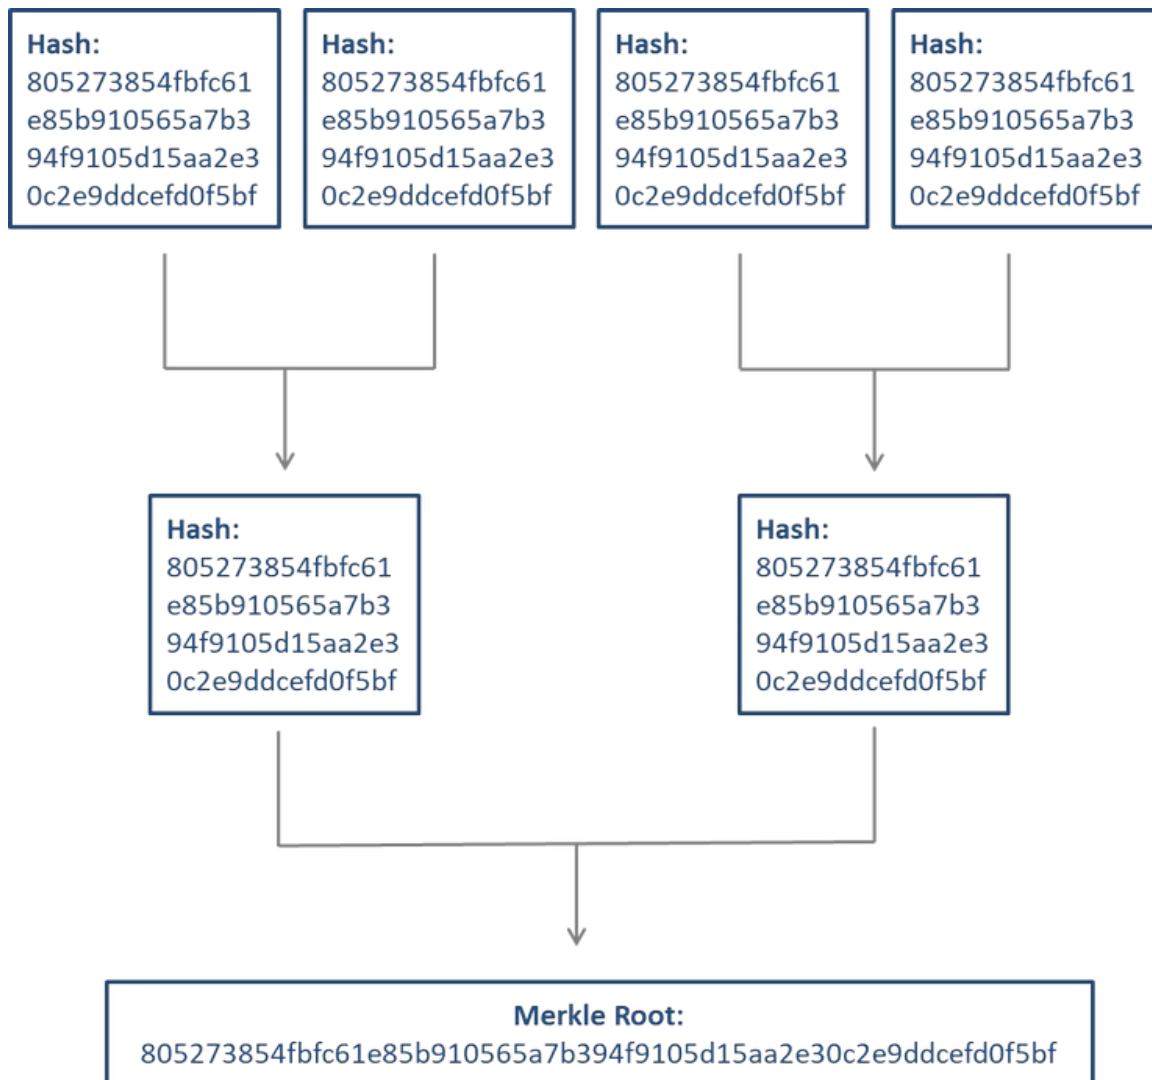 Hash:
805273854fbfc61
e85b910565a7b3
94f9105d15aa2e3
0c2e9ddcefd0f5bf
Hash:
805273854fbfc61
e85b910565a7b3
94f9105d15aa2e3
0c2e9ddcefd0f5bf
Hash:
805273854fbfc61
e85b910565a7b3
94f9105d15aa2e3
0c2e9ddcefd0f5bf
Hash:
805273854fbfc61
e85b910565a7b3
94f9105d15aa2e3
0c2e9ddcefd0f5bf
Hash:
805273854fbfc61
e85b910565a7b3
94f9105d15aa2e3
0c2e9ddcefd0f5bf
Hash:
805273854fbfc61
e85b910565a7b3
94f9105d15aa2e3
0c2e9ddcefd0f5bf
Merkle Root:
805273854fbfc61e85b910565a7b394f9105d15aa2e30c2e9ddcefd0f5bf